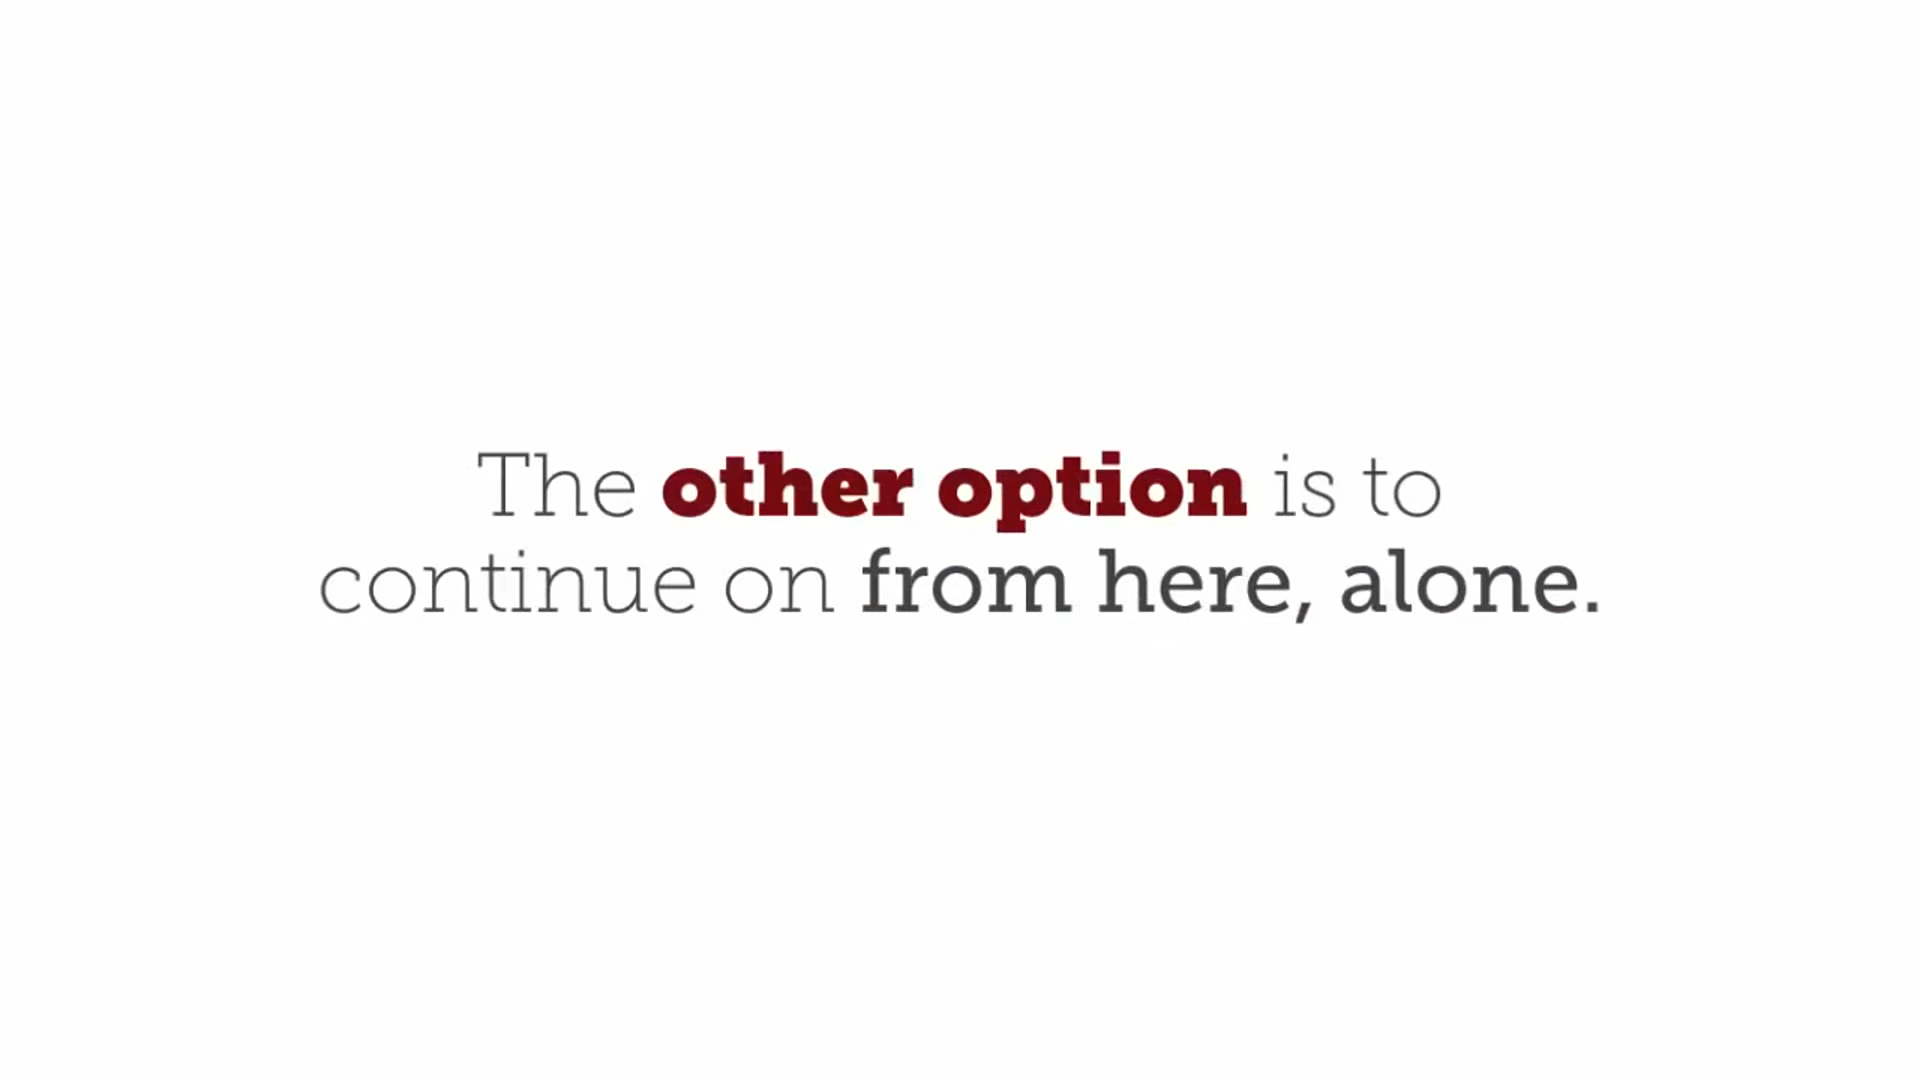 The other option is to
continue on from here, alone.